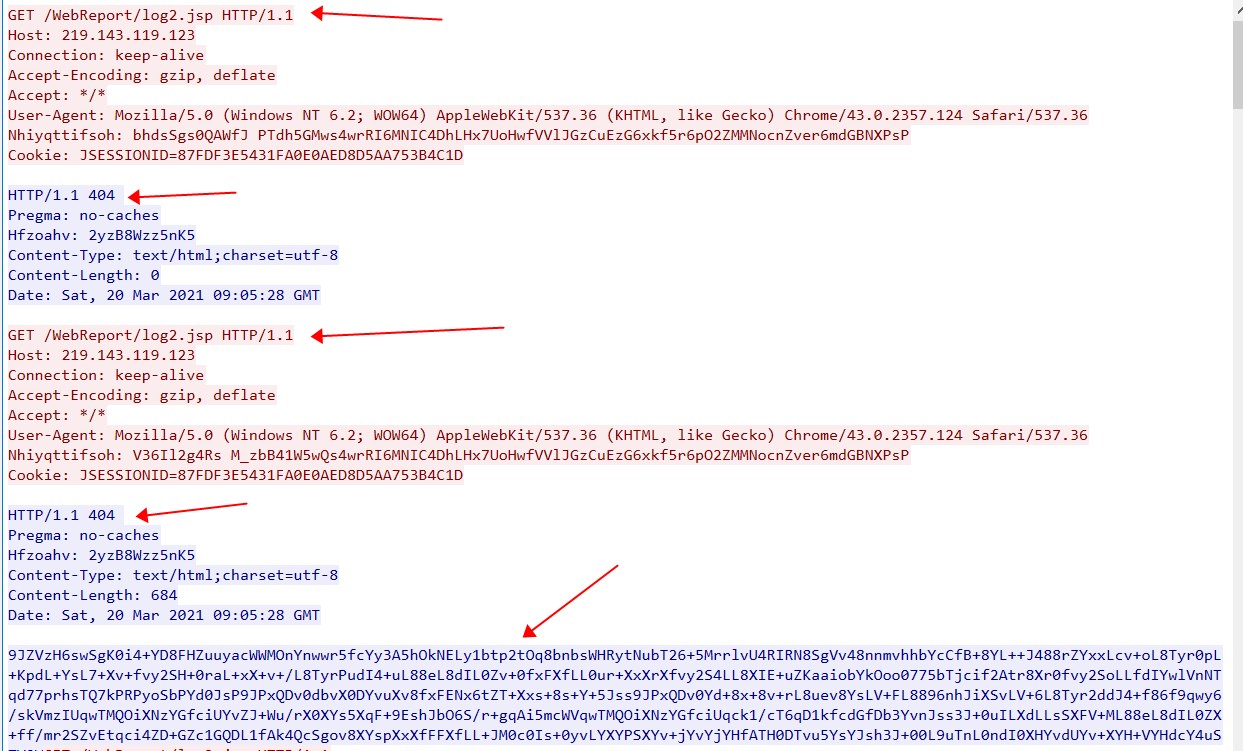 GET /WebReport/log2.jsp HTTP/1.1
Host: 219.143.119.123
Connection: keep-alive
Accept-Encoding: gzip, deflate
Accept: */*
User-Agent: Mozilla/5.0 (Windows NT 6.2; WOW64) AppleWebKit/537.36 (KHTML, like Gecko) Chrome/43.0.2357.124 Safari/537.36
Nhiyqttifsoh: bhdsSgs0QAWfJ PTdh5GMws4wrRI6MNIC4DhLHx7UoHwfVVlJGzCuEzG6xkf5r6pO2ZMMNocnZver6mdGBNXPsP
Cookie: JSESSIONID=87FDF3E5431FA0E0AED8D5AA753B4C1D
HTTP/1.1 404
Pregma: no-caches
Hfzoahv: 2yzB8Wzz5nK5
Content-Type: text/html;charset=utf-8
Content-Length: 0
Date: Sat, 20 Mar 2021 09:05:28 GMT
GET /WebReport/log2.jsp HTTP/1.1
Host: 219.143.119.123
Connection: keep-alive
Accept-Encoding: gzip, deflate
Accept: */*
User-Agent: Mozilla/5.0 (Windows NT 6.2; WOW64) AppleWebKit/537.36 (KHTML, like Gecko) Chrome/43.0.2357.124 Safari/537.36
Nhiyqttifsoh: V36Il2g4Rs M_zbB41W5wQs4wrRI6MNIC4DhLHx7UoHwfVVlJGzCuEzG6xkf5r6pO2ZMMNocnZver6mdGBNXPsP
Cookie: JSESSIONID=87FDF3E5431FA0E0AED8D5AA753B4C1D
HTTP/1.1 404
Pregma: no-caches
Hfzoahv: 2yzB8Wzz5nK5
Content-Type: text/html;charset=utf-8
Content-Length: 684
Date: Sat, 20 Mar 2021 09:05:28 GMT
9JZVzH6swSgK0i4+YD8FHZuuyacWWMOnYnwwr5fcYy3A5hOkNELy1btp2tOq8bnbsWHRytNubT26+5MrrlvU4RIRN8SgVv48nnmvhhbYcCfB+8YL++J488rZYxxLcv+oL8Tyr0pL
+KpdL+YsL7+Xv+fvy2SH+0raL+xX+v+/L8TyrPudI4+uL88eL8dIL0Zv+0fxFXfLL0ur+XxXrXfvy2S4LL8XIE+uZKaaiobYkOoo0775bTjcif2Atr8Xr0fvy2SoLLfdIYwlVnNT
qd77prhsTQ7kPRPyoSbPYd0JsP9JPxQDv0dbvX0DYvuXv8fxFENx6tZT+Xxs+8s+Y+5Jss9JPxQDv0Yd+8x+8v+rL8uev8YsLV+FL8896nhJiXSvLV+6L8Tyr2ddJ4+f86f9qwy6
/skVmzIUqwTMQOiXNzYGfciUYvZJ+Wu/rX0XYs5XqF+9EshJbO6S/r+gqAi5mcWVqwTMQOiXNzYGfciUqck1/cT6qD1kfcdGfDb3YvnJss3J+0uILXdLLsSXFV+ML88eL8dIL0ZX
+ff/mr2SZvEtqci4ZD+GZc1GQDL1fAk4QcSgov8XYspXxXfFFXfLL+JM0c0Is+0yvLYXYPSXYv+jYvYjYHfATH0DTvu5YsYJsh3J+00L9uTnL0ndI0XHYvdUYv+XYH+VYHdcY4uS